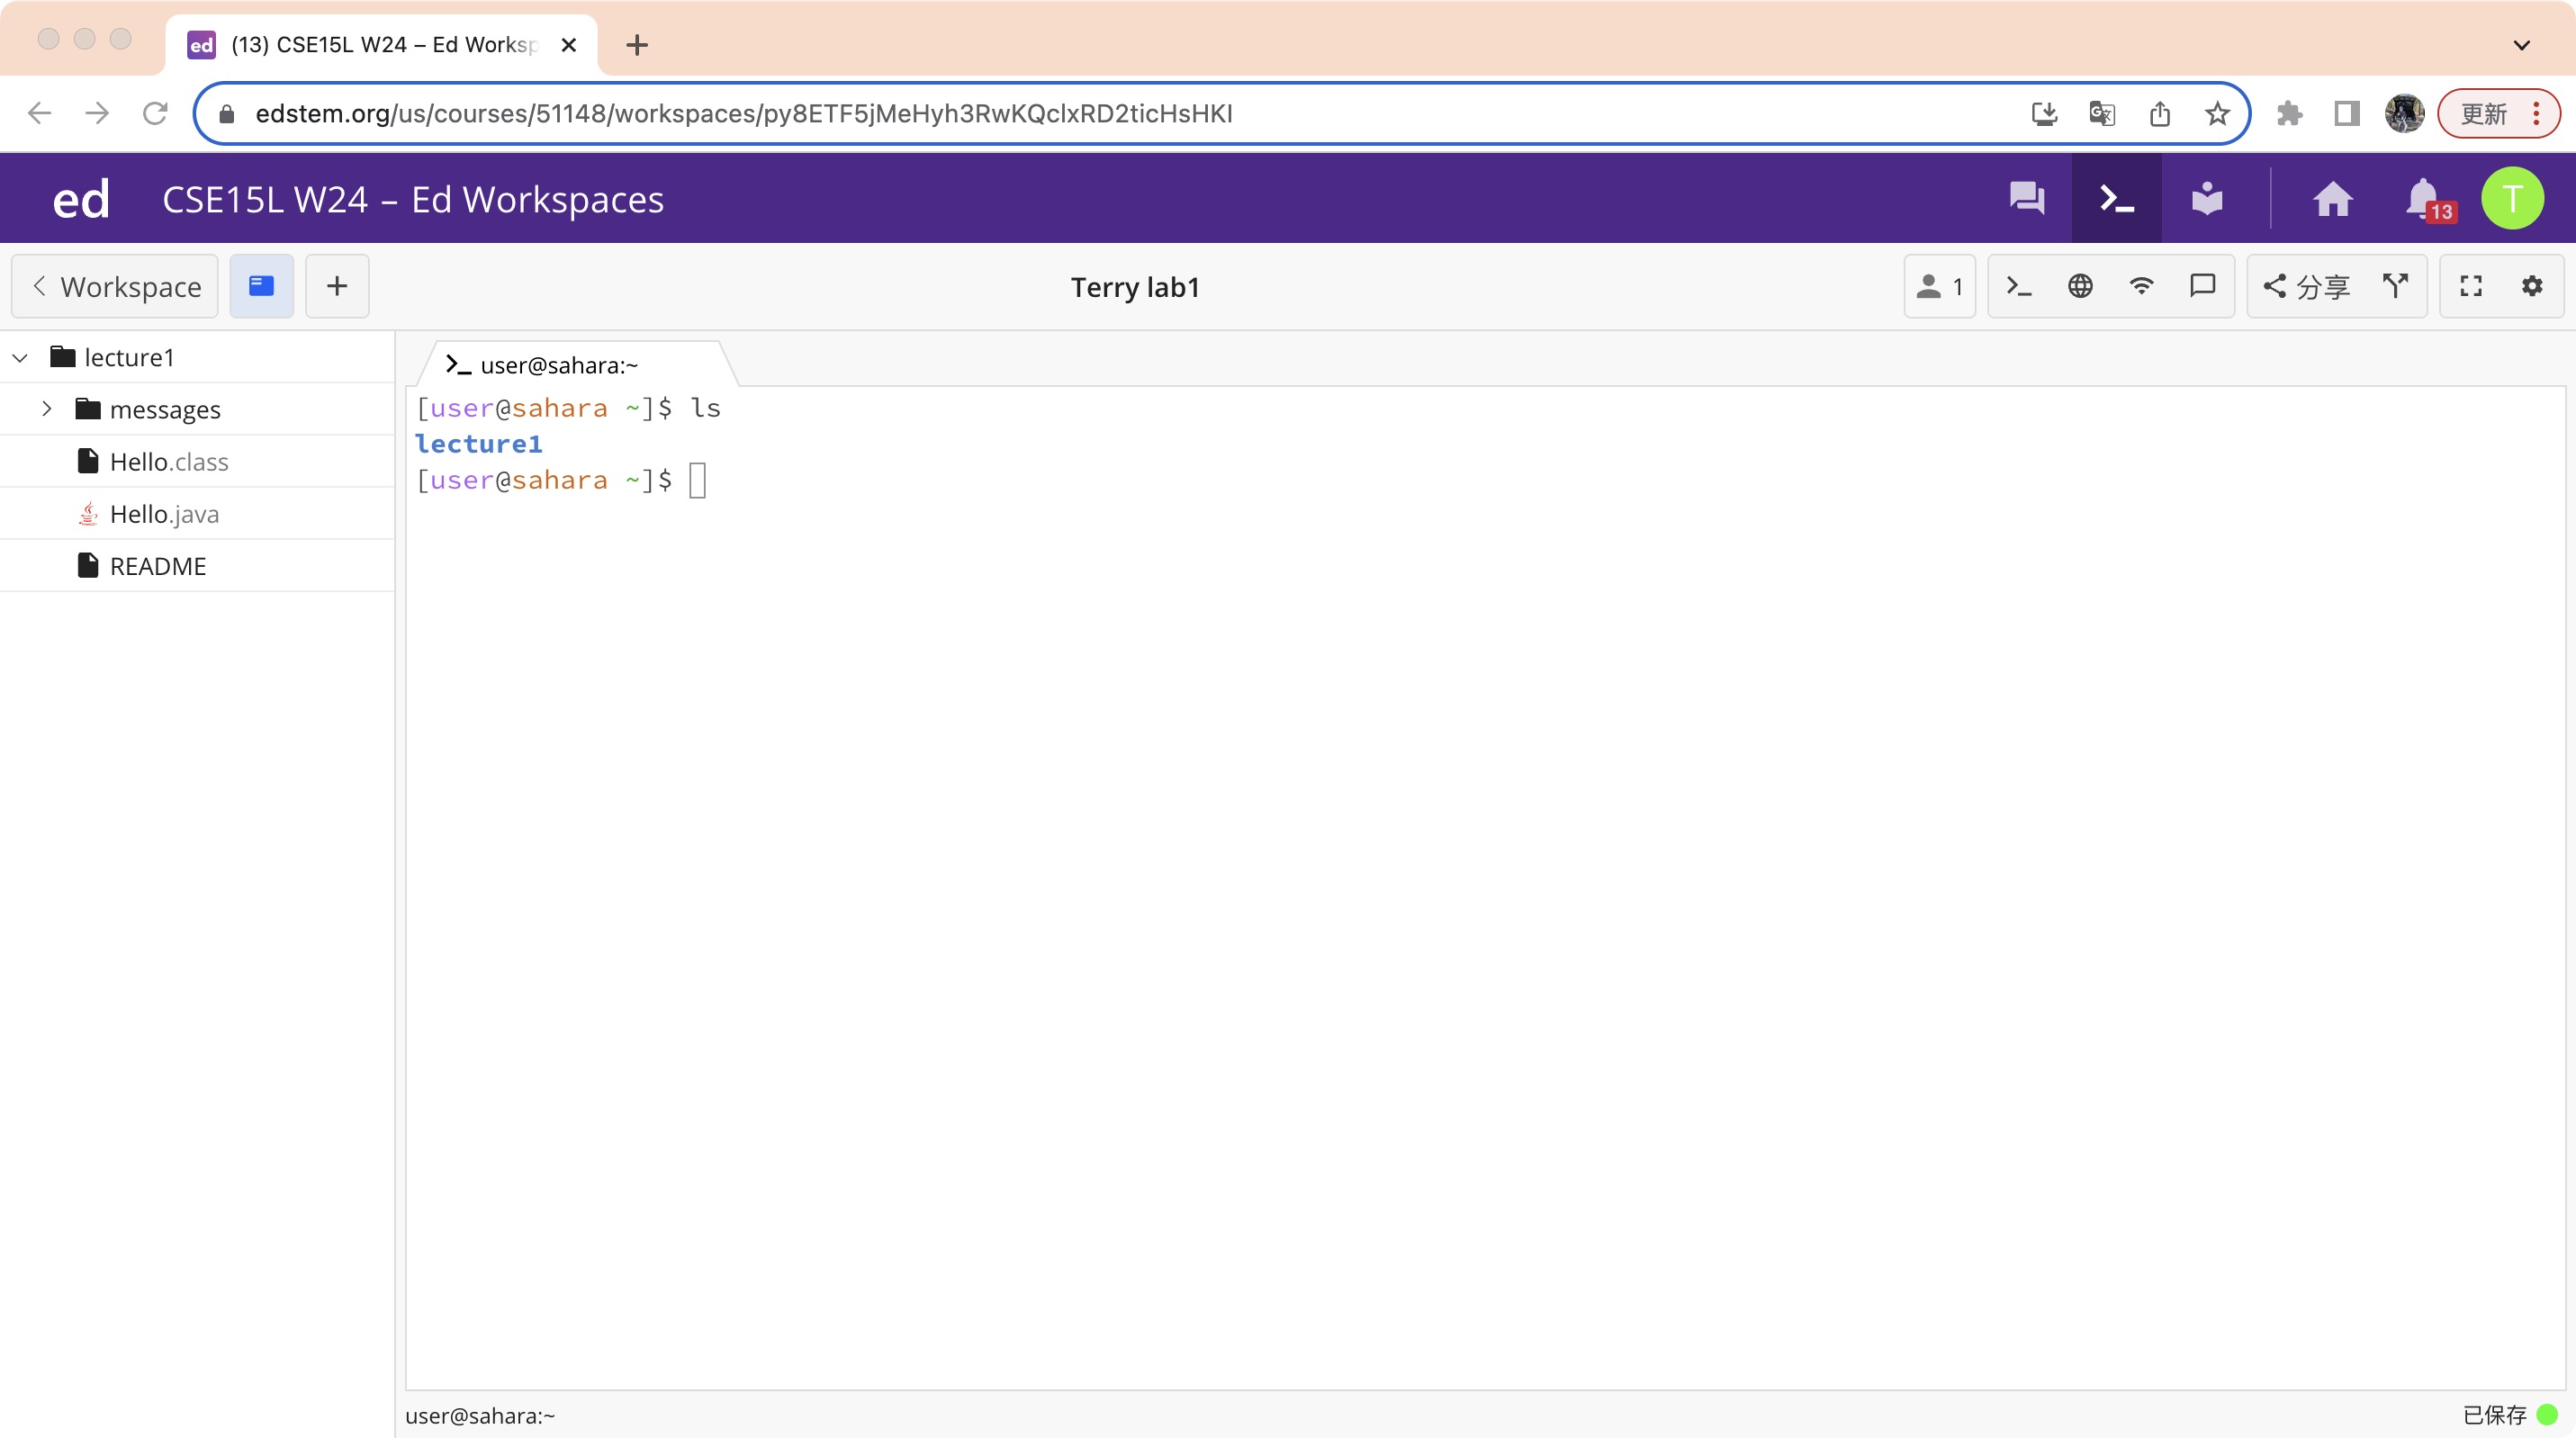 ed (13) CSE15L W24 – Ed Worksp
edstem.org/us/courses/51148/workspaces/py8ETF5jMeHyh3RwKQclxRD2ticHsHKI
更新
ed CSE15L W24 – Ed Workspaces
13
T
Workspace
Terry lab1
1
分享
lecture1
messages
Hello.class
Hello.java
README
user@sahara:~
[user@sahara ~]$ ls
lecture1
[user@sahara ~]$
user@sahara:~
已保存